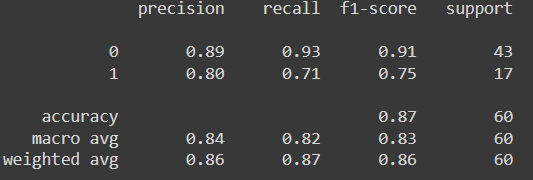 precision recall f1-score support
0 0.89 0.93 0.91 43
1 0.80 0.71 0.75 17
accuracy 0.87 60
macro avg 0.84 0.82 0.83 60
weighted avg 0.86 0.87 0.86 60